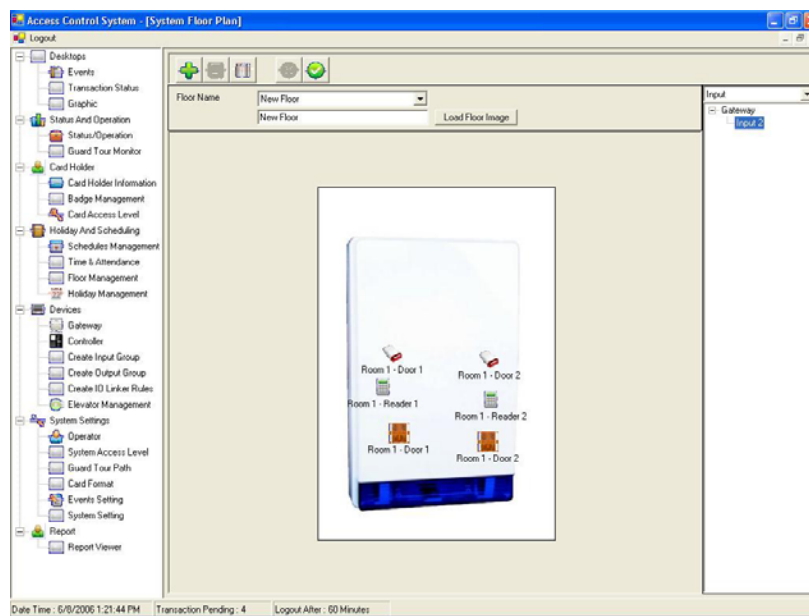 Access Control System - [System Floor Plan]
Logout
Desktops
Events
Transaction Status
Graphic
Status And Operation
Status/Operation
Guard Tour Monitor
Card Holder
Card Holder Information
Badge Management
Card Access Level
Holiday And Scheduling
Schedules Management
Time & Attendance
Floor Management
Holiday Management
Devices
Gateway
Controller
Create Input Group
Create Output Group
Create IO Linker Rules
Elevator Management
System Settings
Operator
System Access Level
Guard Tour Path
Card Format
Events Setting
System Setting
Report
Report Viewer
Floor Name
New Floor
New Floor
Load Floor Image
Room 1 - Door 1
Room 1 - Door 2
Room 1 - Reader 1
Room 1 - Reader 2
Room 1 - Door 1
Room 1 - Door 2
Input
Gateway
Input 2
Date Time : 6/8/2006 1:21:44 PM
Transaction Pending : 4
Logout After : 60 Minutes